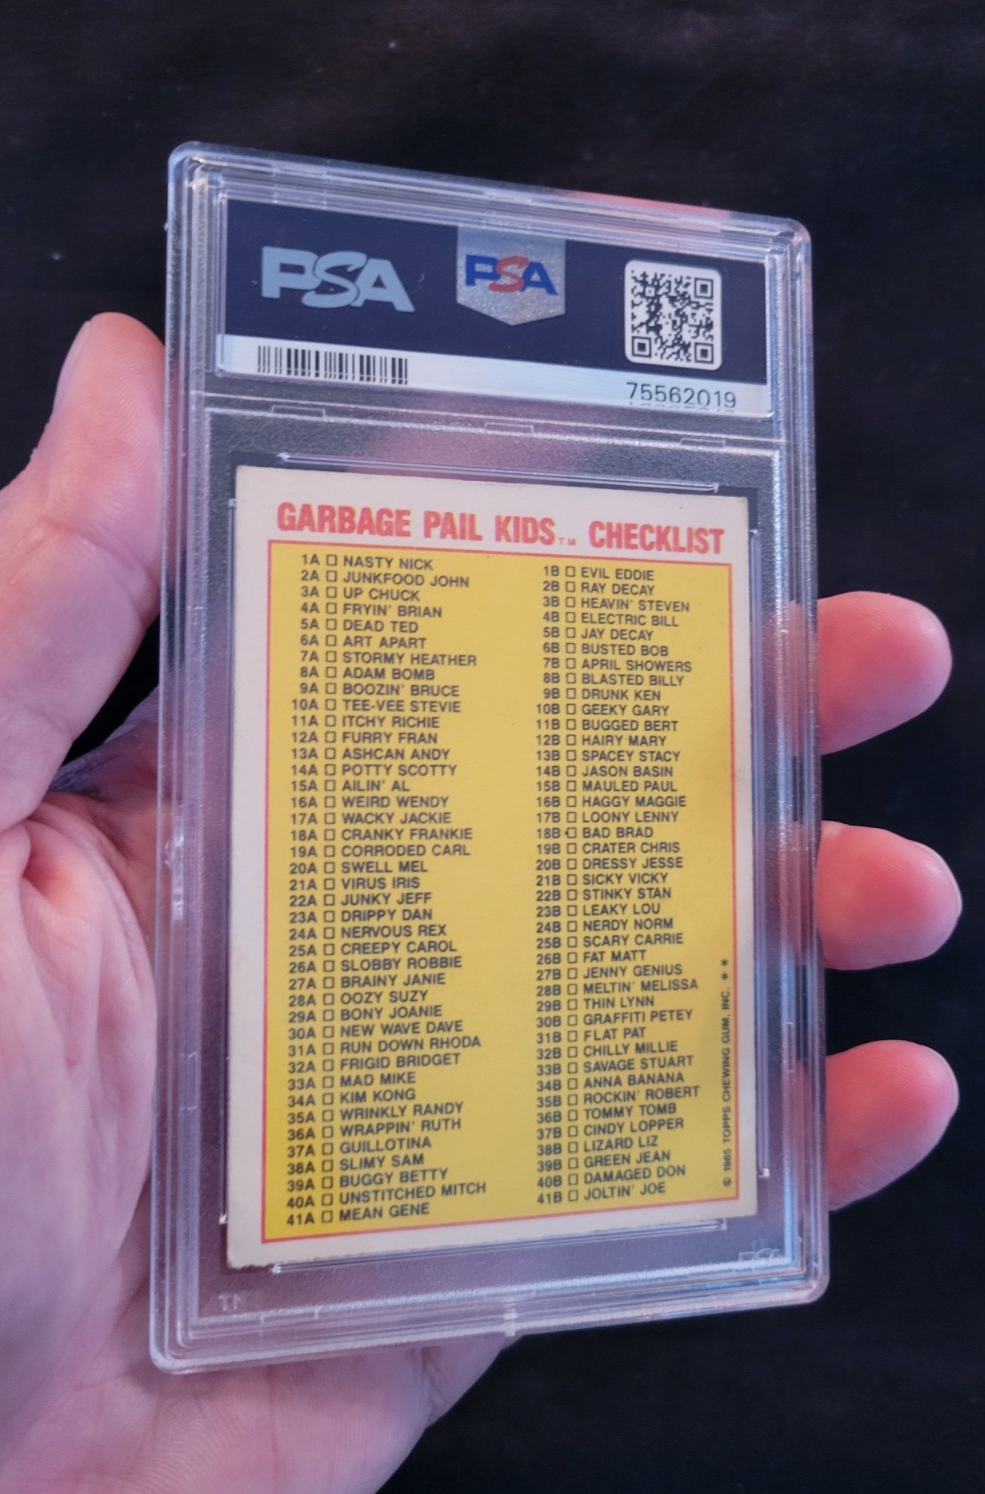 PSA
PSA
75562019
GARBAGE PAIL KIDS™ CHECKLIST
1A □ NASTY NICK
2A □ JUNKFOOD JOHN
3A □ UP CHUCK
4A □ FRYIN' BRIAN
5A □ DEAD TED
6A □ ART APART
7A □ STORMY HEATHER
8A □ ADAM BOMB
9A □ BOOZIN' BRUCE
10A □ TEE-VEE STEVIE
11A □ ITCHY RICHIE
12A □ FURRY FRAN
13A □ ASHCAN ANDY
14A □ POTTY SCOTTY
15A □ AILIN' AL
16A □ WEIRD WENDY
17A □ WACKY JACKIE
18A □ CRANKY FRANKIE
19A □ CORRODED CARL
20A □ SWELL MEL
21A □ VIRUS IRIS
22A □ JUNKY JEFF
23A □ DRIPPY DAN
24A □ NERVOUS REX
25A □ CREEPY CAROL
26A □ SLOBBY ROBBIE
27A □ BRAINY JANIE
28A □ OOZY SUZY
29A □ BONY JOANIE
30A □ NEW WAVE DAVE
31A □ RUN DOWN RHODA
32A □ FRIGID BRIDGET
33A □ MAD MIKE
34A □ KIM KONG
35A □ WRINKLY RANDY
36A □ WRAPPIN' RUTH
37A □ GUILLOTINA
38A □ SLIMY SAM
39A □ BUGGY BETTY
40A □ UNSTITCHED MITCH
41A □ MEAN GENE
1B □ EVIL EDDIE
2B □ RAY DECAY
3B □ HEAVIN' STEVEN
4B □ ELECTRIC BILL
5B □ JAY DECAY
6B □ BUSTED BOB
7B □ APRIL SHOWERS
8B □ BLASTED BILLY
9B □ DRUNK KEN
10B □ GEEKY GARY
11B □ BUGGED BERT
12B □ HAIRY MARY
13B □ SPACEY STACY
14B □ JASON BASIN
15B □ MAULED PAUL
16B □ HAGGY MAGGIE
17B □ LOONY LENNY
18B □ BAD BRAD
19B □ CRATER CHRIS
20B □ DRESSY JESSE
21B □ SICKY VICKY
22B □ STINKY STAN
23B □ LEAKY LOU
24B □ NERDY NORM
25B □ SCARY CARRIE
26B □ FAT MATT
27B □ JENNY GENIUS
28B □ MELTIN' MELISSA
29B □ THIN LYNN
30B □ GRAFFITI PETEY
31B □ FLAT PAT
32B □ CHILLY MILLIE
33B □ SAVAGE STUART
34B □ ANNA BANANA
35B □ ROCKIN' ROBERT
36B □ TOMMY TOMB
37B □ CINDY LOPPER
38B □ LIZARD LIZ
39B □ GREEN JEAN
40B □ DAMAGED DON
41B □ JOLTIN' JOE
© 1985 TOPPS CHEWING GUM, INC. * *
PSA